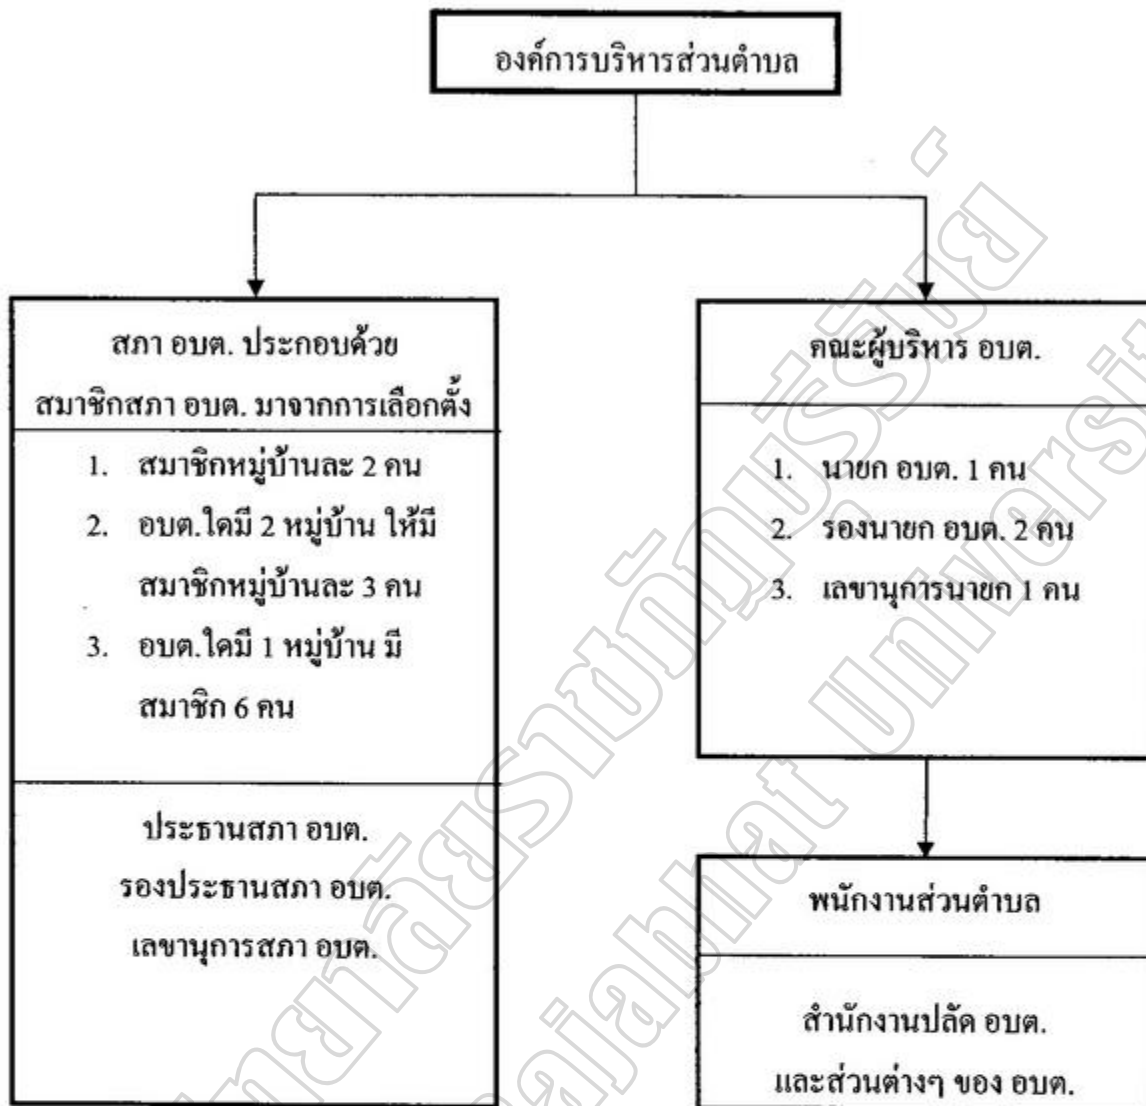 องค์การบริหารส่วนตำบล
สภา อบต. ประกอบด้วย
สมาชิกสภา อบต. มาจากการเลือกตั้ง
1. สมาชิกหมู่บ้านละ 2 คน
2. อบต.ใดมี 2 หมู่บ้าน ให้มี
สมาชิกหมู่บ้านละ 3 คน
3. อบต.ใดมี 1 หมู่บ้าน มี
สมาชิก 6 คน
ประธานสภา อบต.
รองประธานสภา อบต.
เลขานุการสภา อบต.
คณะผู้บริหาร อบต.
1. นายก อบต. 1 คน
2. รองนายก อบต. 2 คน
3. เลขานุการนายก 1 คน
พนักงานส่วนตำบล
สำนักงานปลัด อบต.
และส่วนต่างๆ ของ อบต.